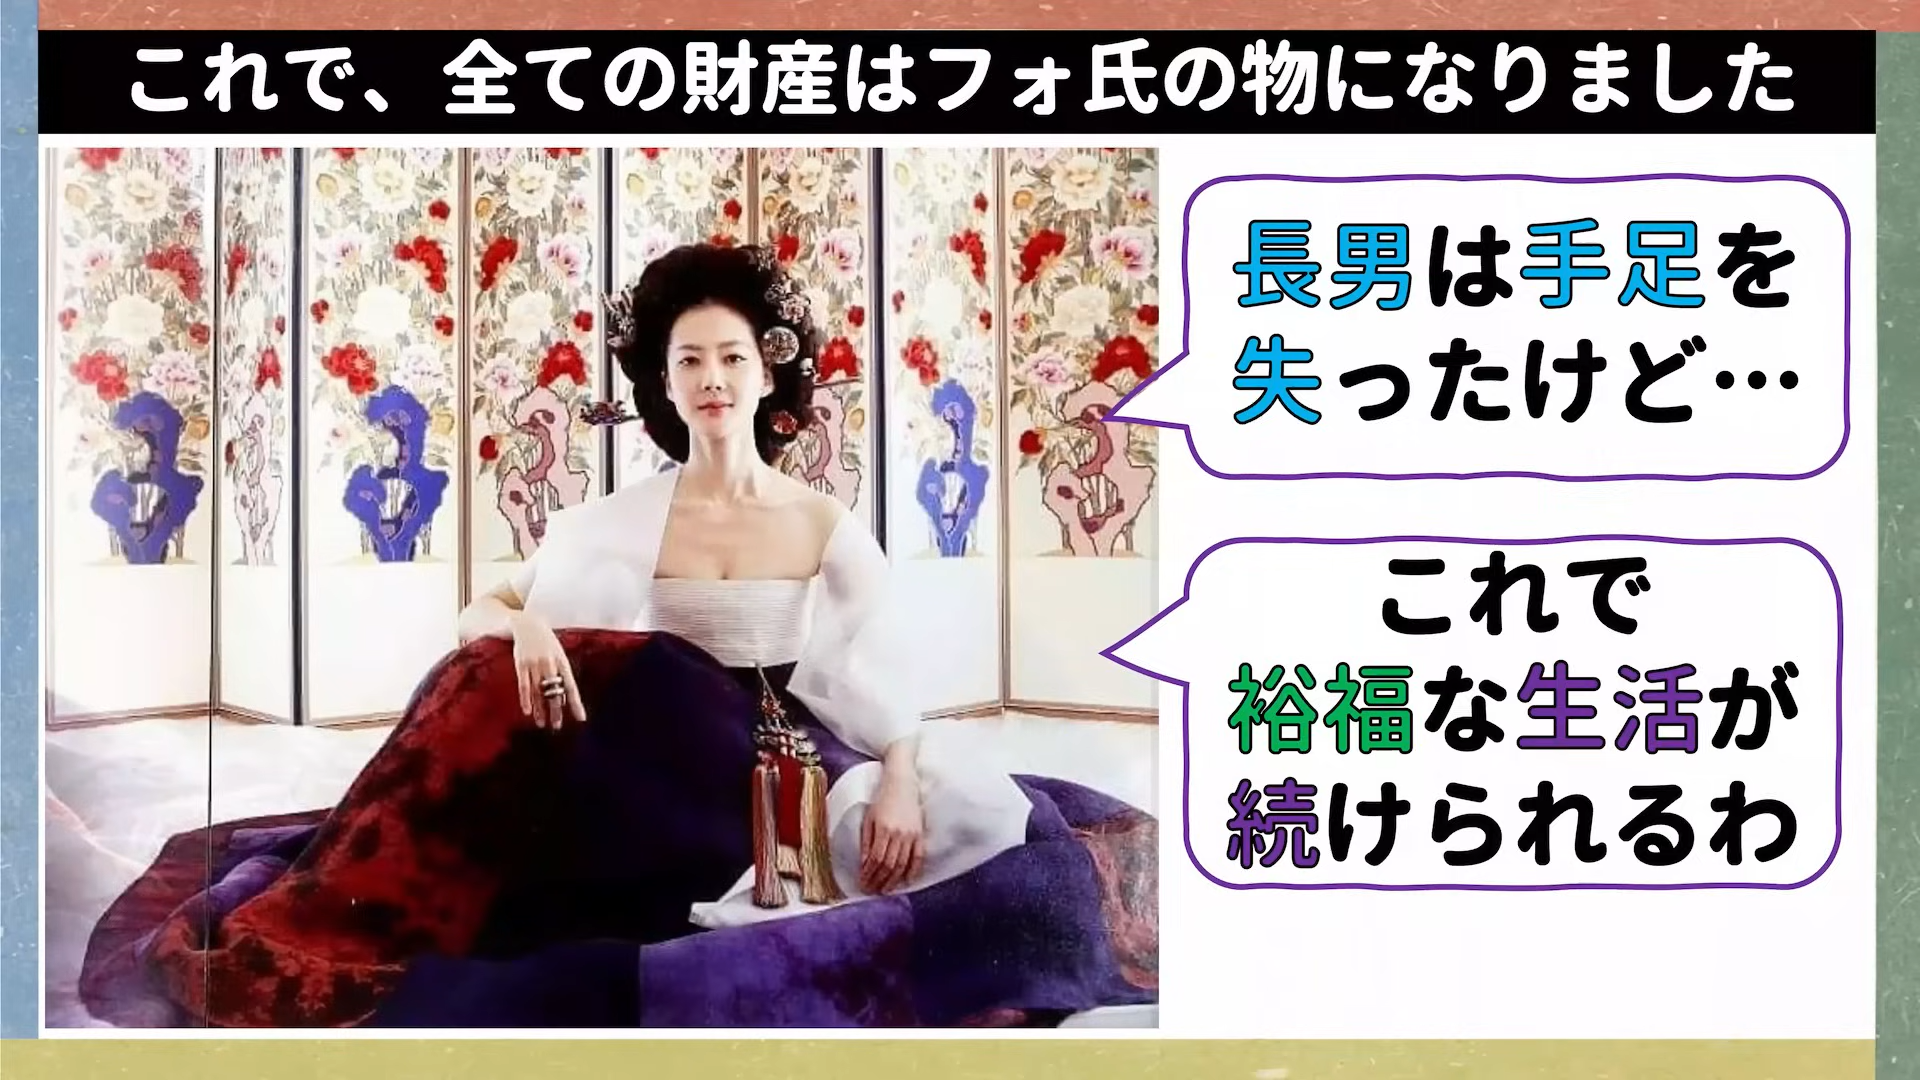 これで、全ての財産はフォ氏の物になりました
長男は手足を
失ったけど…
これで
裕福な生活が
続けられるわ